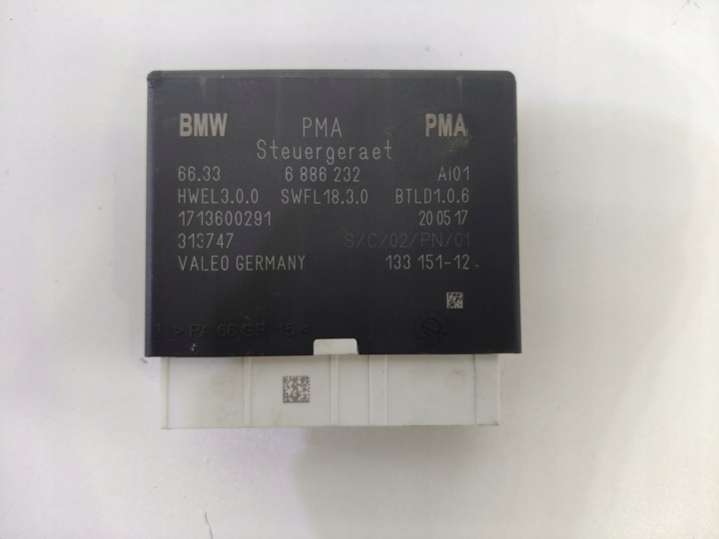 BMW PMA PMA
Steuergeraet
66.33 6 886 232 AI01
HWEL3.0.0 SWFL18.3.0 BTLD1.0.6
1713600291 20 05 17
313747 S/C/02/PN/01
VALEO GERMANY 133 151-12